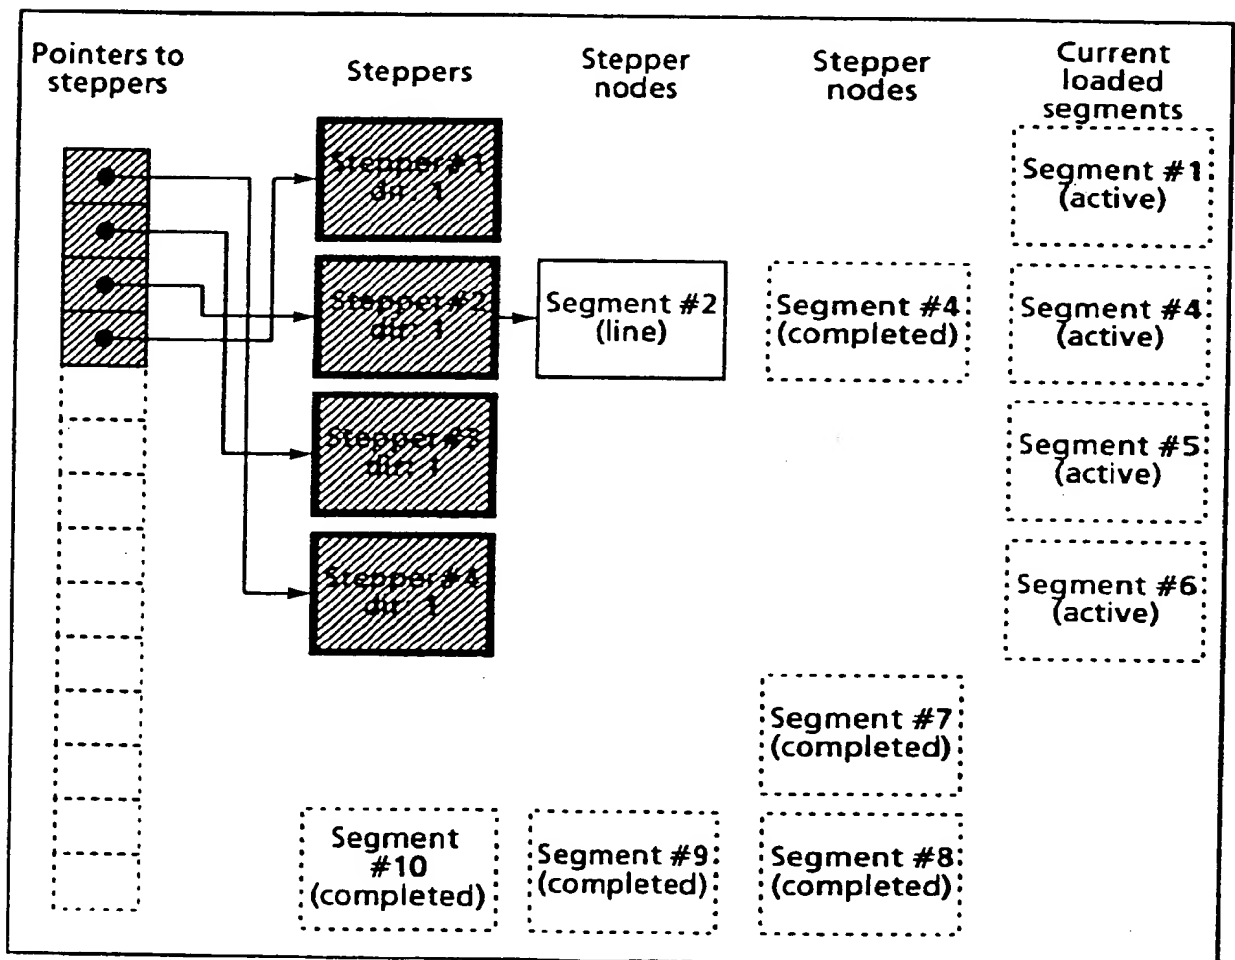 Pointers to
steppers
Steppers
Stepper
nodes
Stepper
nodes
Current
loaded
segments
Stepper#1
dir: 1
Segment #1
(active)
Stepper#2
dir: 1
Segment #2
(line)
Segment #4
(completed)
Segment #4
(active)
Stepper#3
dir: 1
Segment #5
(active)
Stepper#4
dir: 1
Segment #6
(active)
Segment #7
(completed)
Segment
#10
(completed)
Segment #9
(completed)
Segment #8
(completed)